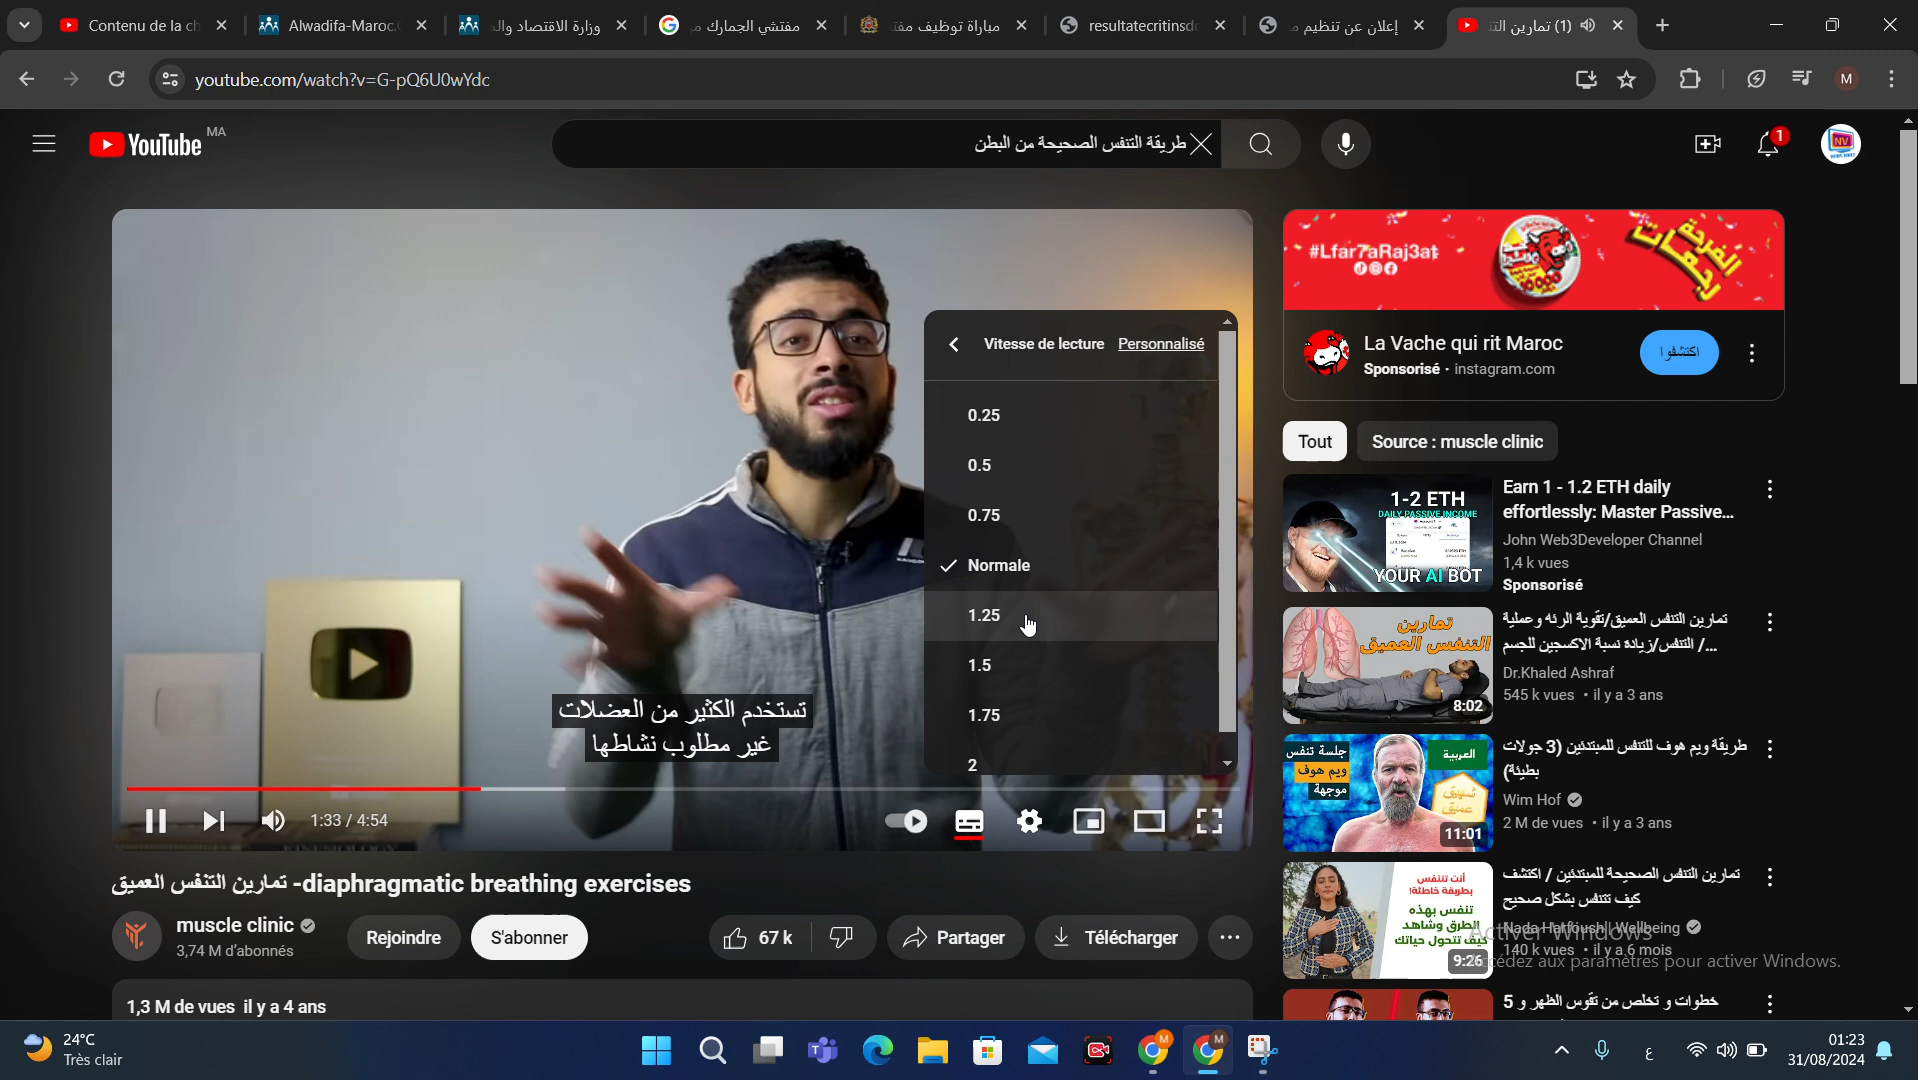 Contenu de la ch
Alwadifa-Maroc.
وزارة الاقتصاد والم
مفتشي الجمارك م
مباراة توظيف مفت
resultatecritinsd
إعلان عن تنظيم م
(1) تمارين التن
youtube.com/watch?v=G-pQ6U0wYdc
M
YouTube MA
طريقة التنفس الصحيحة من البطن
1
Vitesse de lecture Personnalisé
0.25
0.5
0.75
Normale
1.25
1.5
1.75
2
تستخدم الكثير من العضلات
غير مطلوب نشاطها
1:33 / 4:54
تمارين التنفس العميق -diaphragmatic breathing exercises
muscle clinic
3,74 M d'abonnés
Rejoindre
S'abonner
67 k
Partager
Télécharger
1,3 M de vues il y a 4 ans
#Lfar7aRaj3at
الفرحة رجعات
La Vache qui rit Maroc
Sponsorisé · instagram.com
اكتشفوا
Tout
Source : muscle clinic
1-2 ETH
DAILY PASSIVE INCOME
YOUR AI BOT
Earn 1 - 1.2 ETH daily
effortlessly: Master Passive...
John Web3Developer Channel
1,4 k vues
Sponsorisé
تمارين
التنفس العميق
8:02
تمارين التنفس العميق/تقوية الرئه وعملية
التنفس/زيادة نسبة الاكسجين للجسم / ...
Dr.Khaled Ashraf
545 k vues • il y a 3 ans
جلسة تنفس
ويم هوف
موجهة
العربية
شهيق
عميق
11:01
طريقة ويم هوف للتنفس للمبتدئين (3 جولات
بطيئة)
Wim Hof
2 M de vues • il y a 3 ans
أنت تتنفس
بطريقة خاطئة!
تنفس بهذه
الطرق وشاهد
كيف تتحول حياتك
9:26
تمارين التنفس الصحيحة للمبتدئين / اكتشف
كيف تتنفس بشكل صحيح
Nada Harfoush | Wellbeing
140 k vues • il y a 6 mois
Activer Windows
Accédez aux paramètres pour activer Windows.
5 خطوات و تخلص من تقوس الظهر و
24°C
Très clair
ع
01:23
31/08/2024